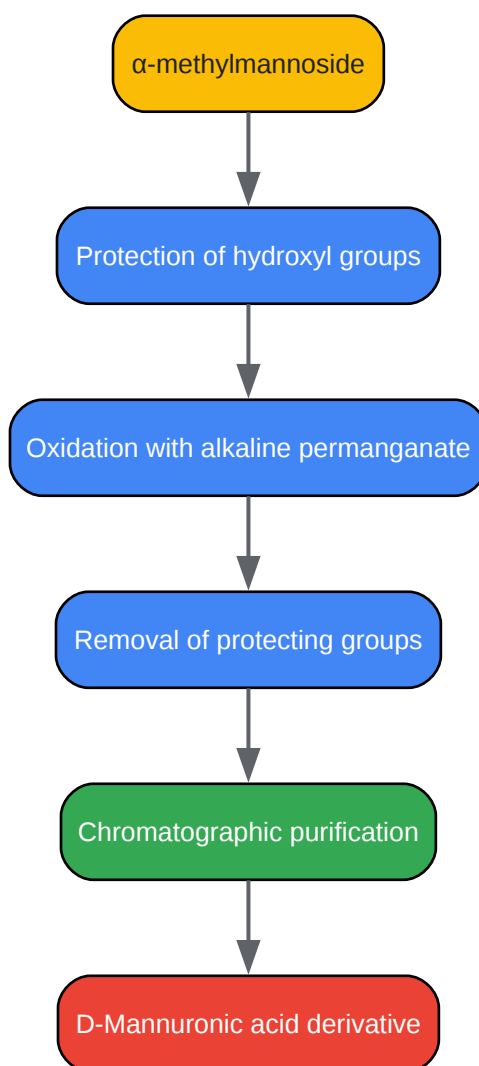 α-methylmannoside
Protection of hydroxyl groups
Oxidation with alkaline permanganate
Removal of protecting groups
Chromatographic purification
D-Mannuronic acid derivative